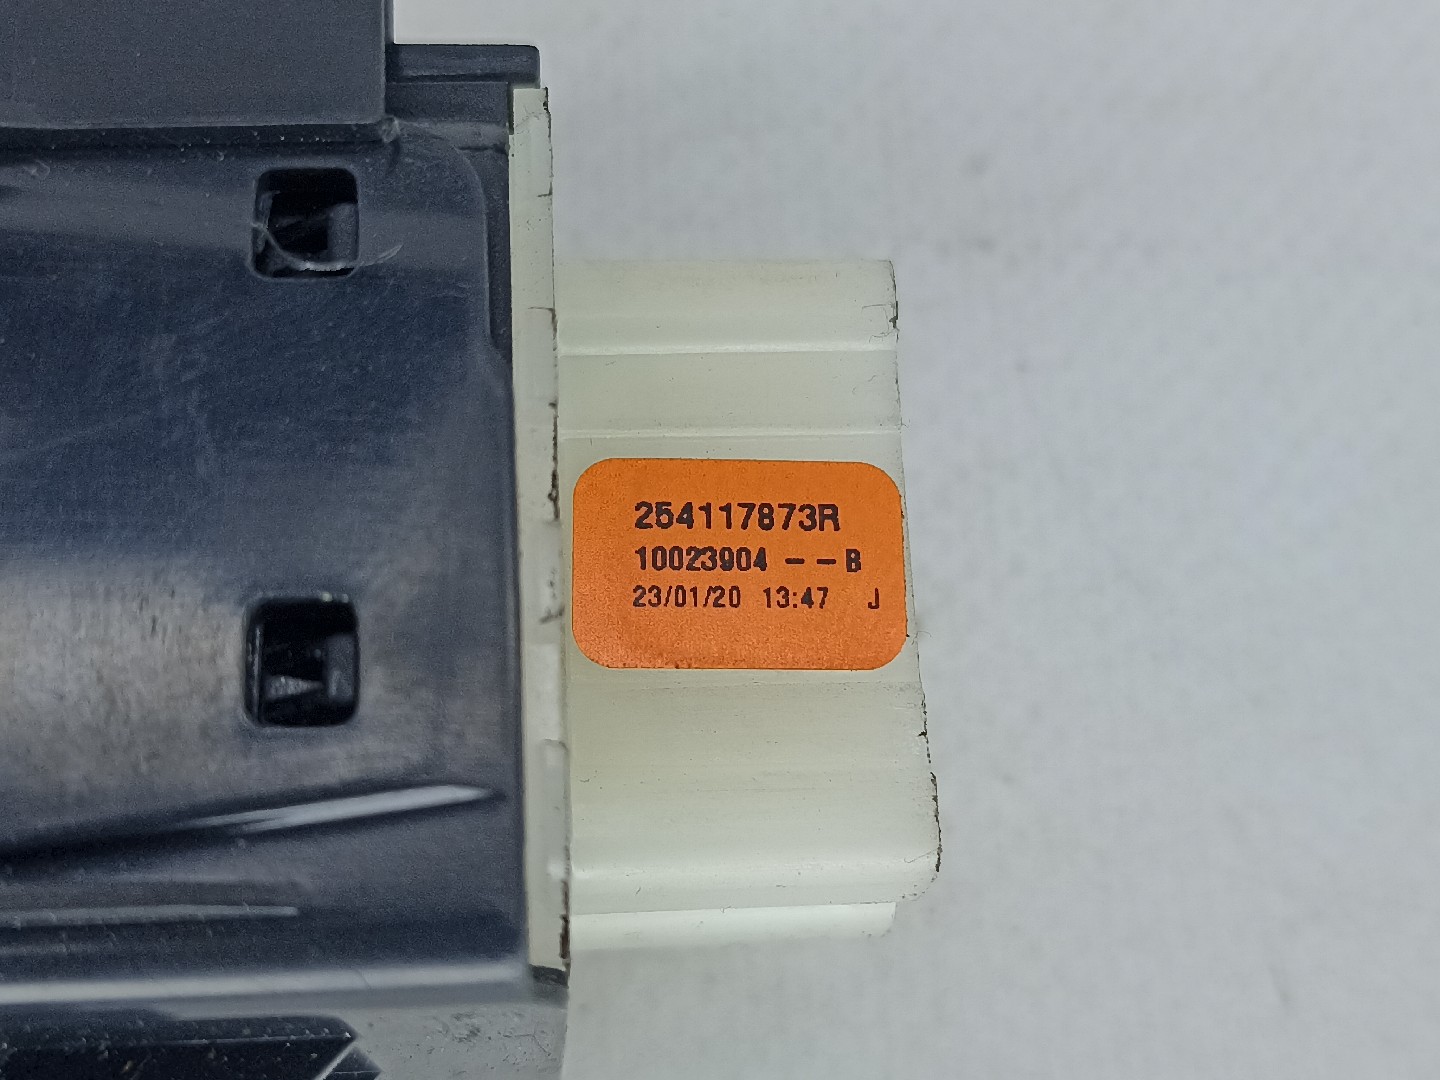 254117873R
10023904 -- B
23/01/20 13:47 J